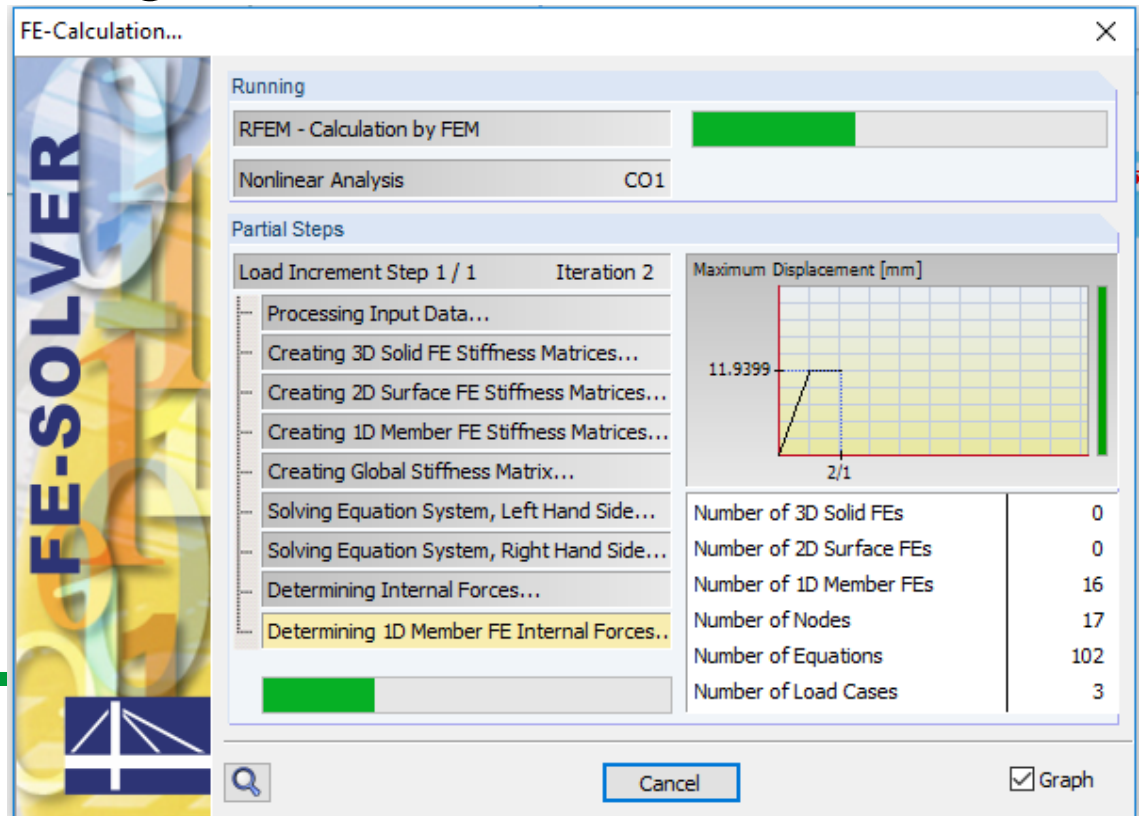 FE-Calculation...
FE-SOLVER
Running
RFEM - Calculation by FEM
Nonlinear Analysis CO1
Partial Steps
Load Increment Step 1 / 1 Iteration 2
Processing Input Data...
Creating 3D Solid FE Stiffness Matrices...
Creating 2D Surface FE Stiffness Matrices...
Creating 1D Member FE Stiffness Matrices...
Creating Global Stiffness Matrix...
Solving Equation System, Left Hand Side...
Solving Equation System, Right Hand Side...
Determining Internal Forces...
Determining 1D Member FE Internal Forces..
Maximum Displacement [mm]
11.9399
2/1
Number of 3D Solid FEs 0
Number of 2D Surface FEs 0
Number of 1D Member FEs 16
Number of Nodes 17
Number of Equations 102
Number of Load Cases 3
Cancel
Graph